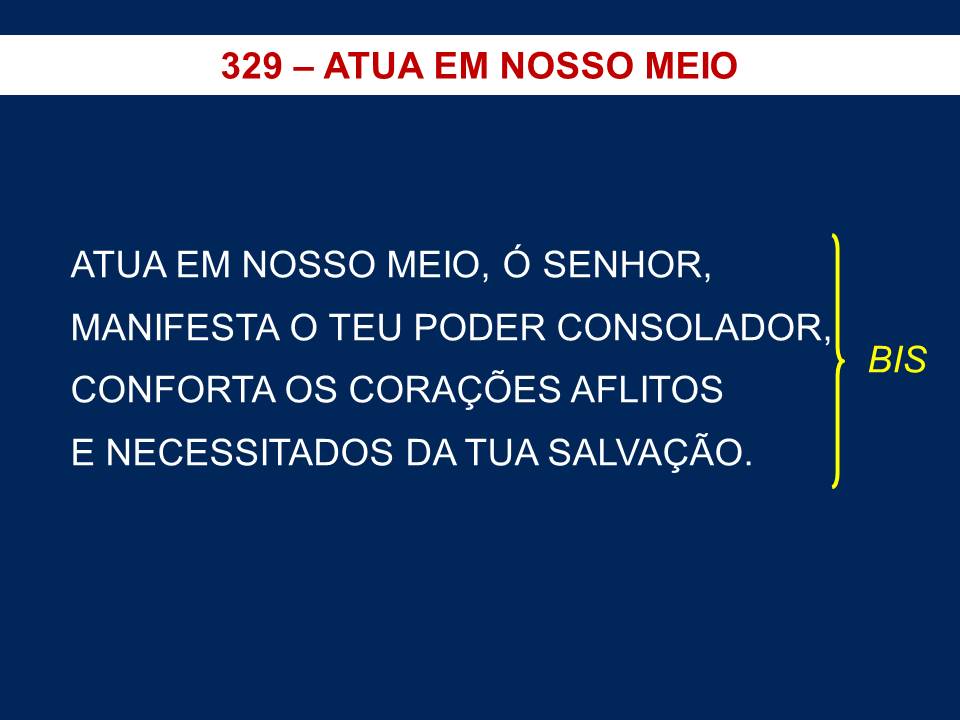 329 – ATUA EM NOSSO MEIO
ATUA EM NOSSO MEIO, Ó SENHOR,
MANIFESTA O TEU PODER CONSOLADOR,
CONFORTA OS CORAÇÕES AFLITOS
E NECESSITADOS DA TUA SALVAÇÃO.
BIS